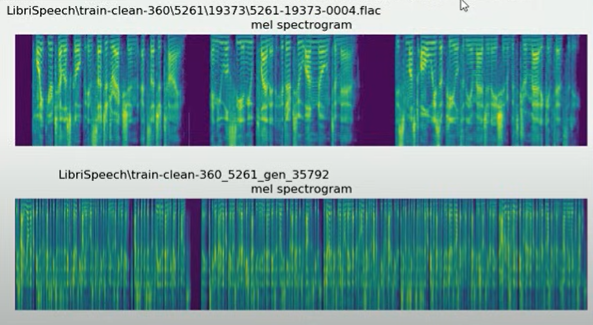 LibriSpeech\train-clean-360\5261\19373\5261-19373-0004.flac
mel spectrogram
LibriSpeech\train-clean-360_5261_gen_35792
mel spectrogram